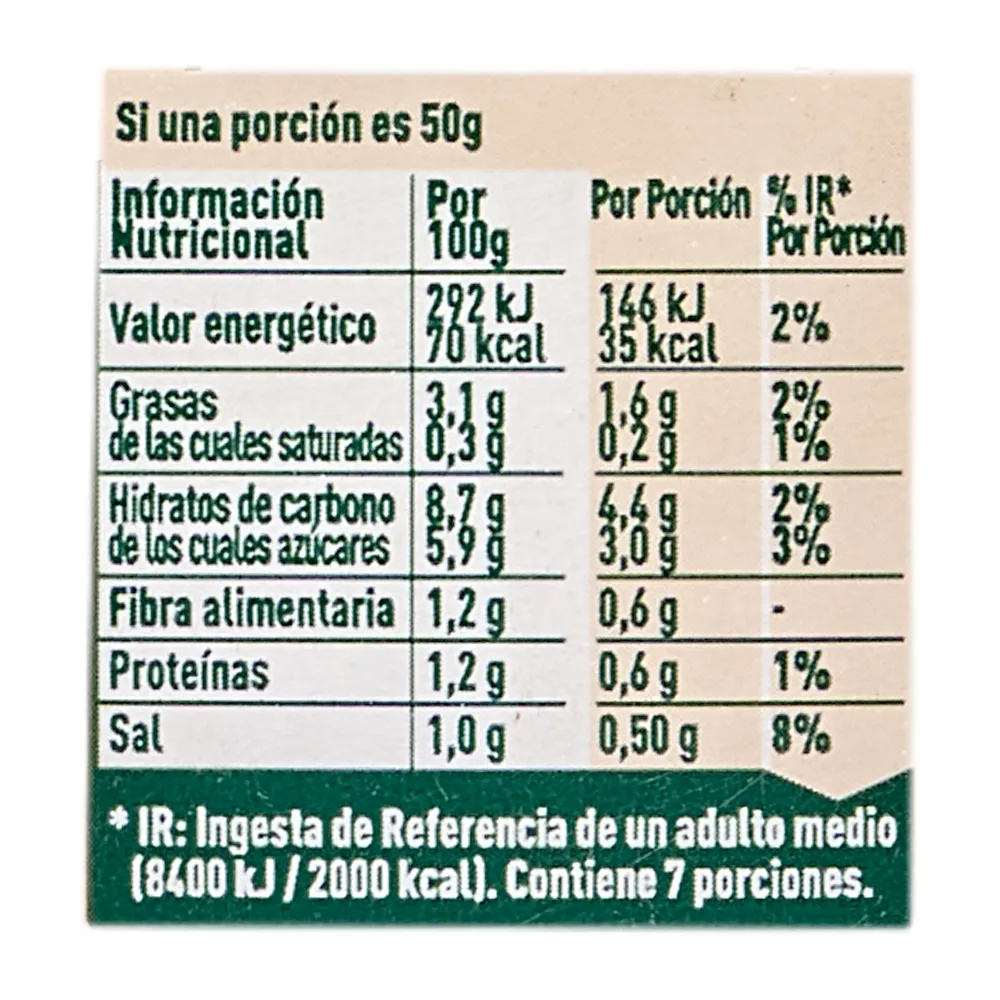 Si una porción es 50g
Información Nutricional | Por 100g | Por Porción | % IR* Por Porción
Valor energético | 292 kJ 70 kcal | 146 kJ 35 kcal | 2%
Grasas | 3,1 g | 1,6 g | 2%
de las cuales saturadas | 0,3 g | 0,2 g | 1%
Hidratos de carbono | 8,7 g | 4,4 g | 2%
de los cuales azúcares | 5,9 g | 3,0 g | 3%
Fibra alimentaria | 1,2 g | 0,6 g | -
Proteínas | 1,2 g | 0,6 g | 1%
Sal | 1,0 g | 0,50 g | 8%
* IR: Ingesta de Referencia de un adulto medio
(8400 kJ / 2000 kcal). Contiene 7 porciones.